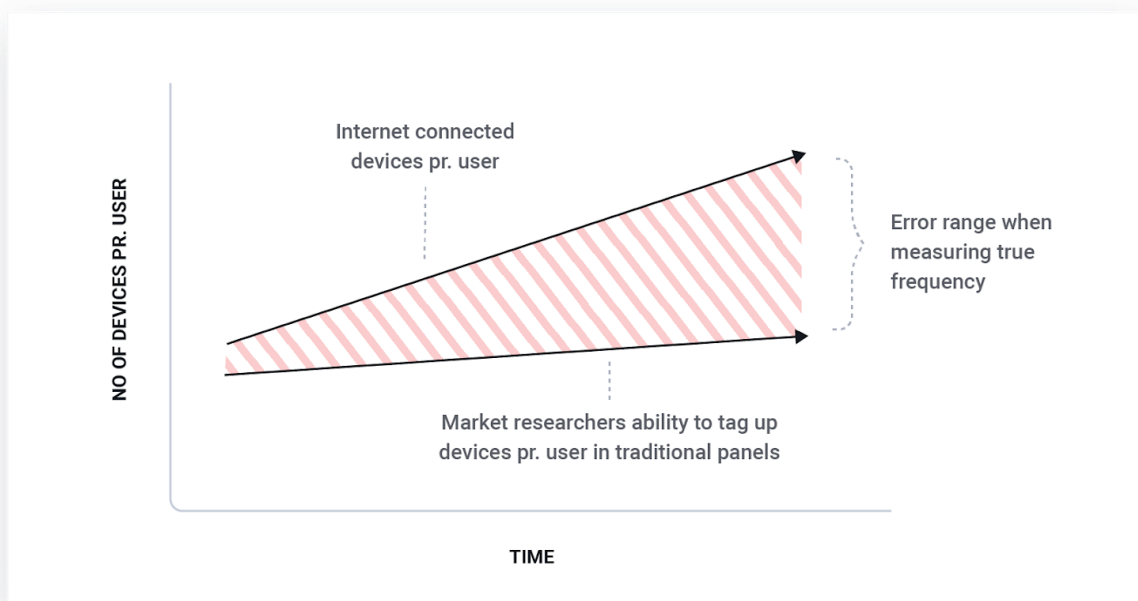 Internet connected
devices pr. user
NO OF DEVICES PR. USER
Error range when
measuring true
frequency
Market researchers ability to tag up
devices pr. user in traditional panels
TIME